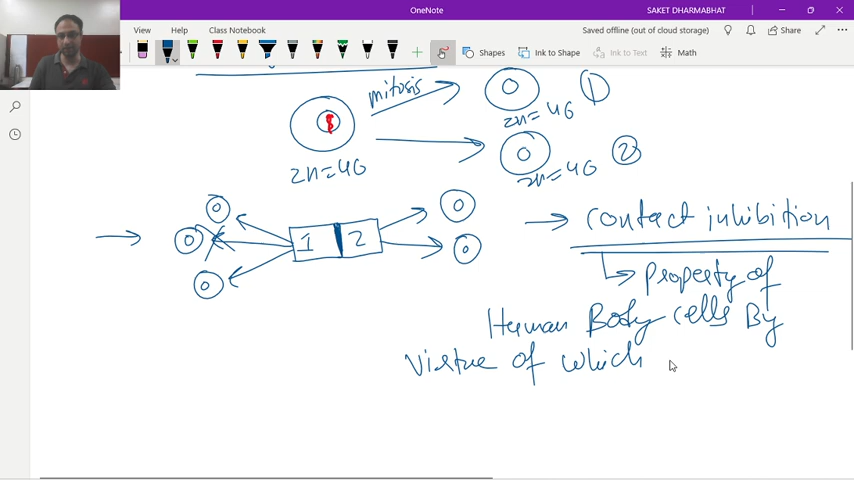 OneNote
SAKET DHARMABHAT
View
Help
Class Notebook
Saved offline (out of cloud storage)
Share
Shapes
Ink to Shape
Ink to Text
Math
mitosis
2n=46
1
2n=46
2n=46
2
1 2
contact inhibition
Property of
Human Body cells By
virtue of which